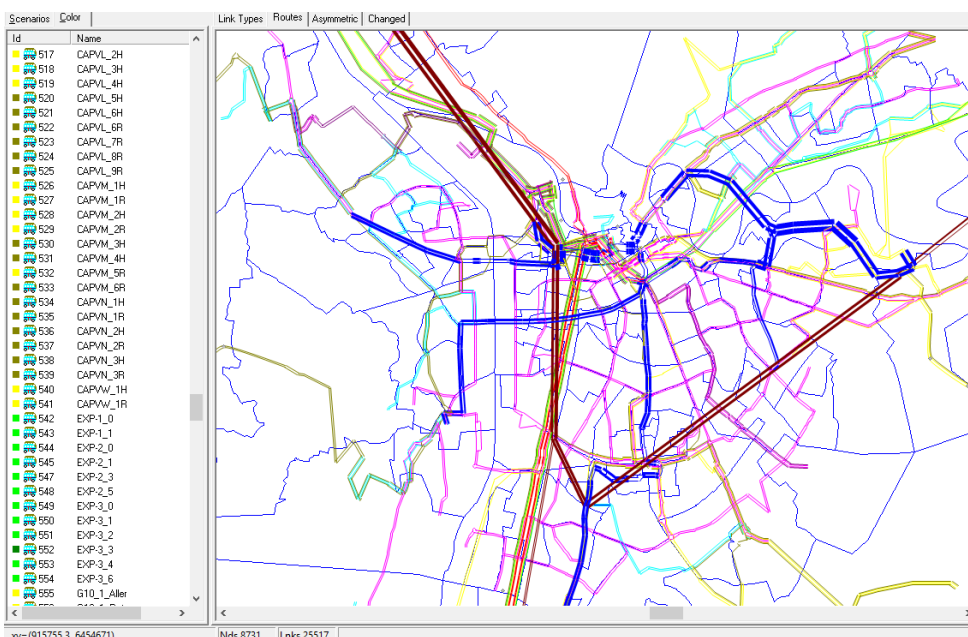 Scenarios Color Link Types Routes Asymmetric Changed
Id Name
517 CAPVL_2H
518 CAPVL_3H
519 CAPVL_4H
520 CAPVL_5H
521 CAPVL_6H
522 CAPVL_6R
523 CAPVL_7R
524 CAPVL_8R
525 CAPVL_9R
526 CAPVM_1H
527 CAPVM_1R
528 CAPVM_2H
529 CAPVM_2R
530 CAPVM_3H
531 CAPVM_4H
532 CAPVM_5R
533 CAPVM_6R
534 CAPVN_1H
535 CAPVN_1R
536 CAPVN_2H
537 CAPVN_2R
538 CAPVN_3H
539 CAPVN_3R
540 CAPVW_1H
541 CAPVW_1R
542 EXP-1_0
543 EXP-1_1
544 EXP-2_0
545 EXP-2_1
547 EXP-2_3
548 EXP-2_5
549 EXP-3_0
550 EXP-3_1
551 EXP-3_2
552 EXP-3_3
553 EXP-3_4
554 EXP-3_6
555 G10_1_Aller
xy=(915755.3, 6454671) Nds 8731 Lnks 25517